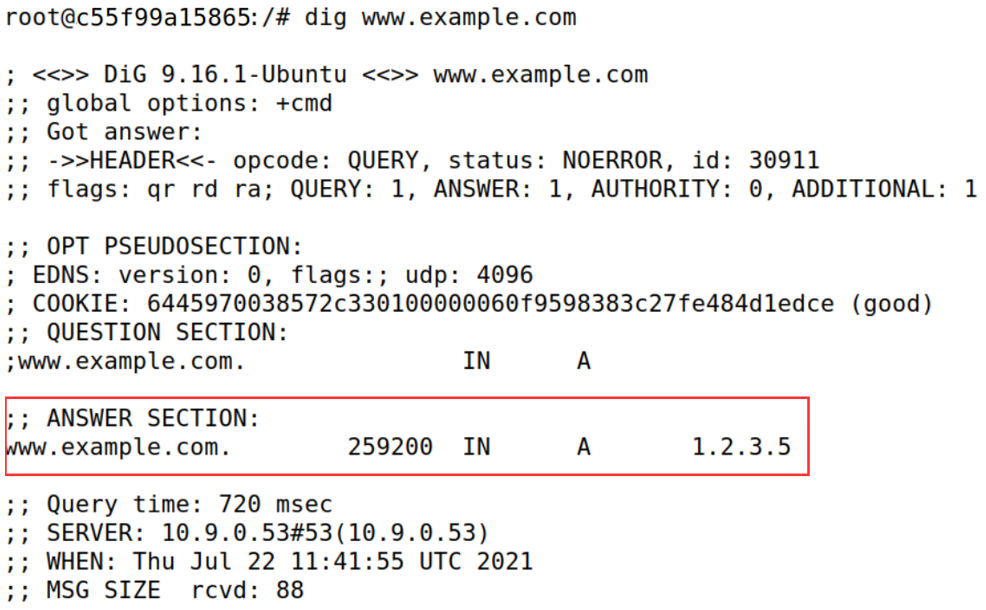 root@c55f99a15865:/# dig www.example.com
; <<>> DiG 9.16.1-Ubuntu <<>> www.example.com
;; global options: +cmd
;; Got answer:
;; ->>HEADER<<- opcode: QUERY, status: NOERROR, id: 30911
;; flags: qr rd ra; QUERY: 1, ANSWER: 1, AUTHORITY: 0, ADDITIONAL: 1
;; OPT PSEUDOSECTION:
; EDNS: version: 0, flags:; udp: 4096
; COOKIE: 6445970038572c330100000060f9598383c27fe484d1edce (good)
;; QUESTION SECTION:
;www.example.com. IN A
;; ANSWER SECTION:
www.example.com. 259200 IN A 1.2.3.5
;; Query time: 720 msec
;; SERVER: 10.9.0.53#53(10.9.0.53)
;; WHEN: Thu Jul 22 11:41:55 UTC 2021
;; MSG SIZE rcvd: 88